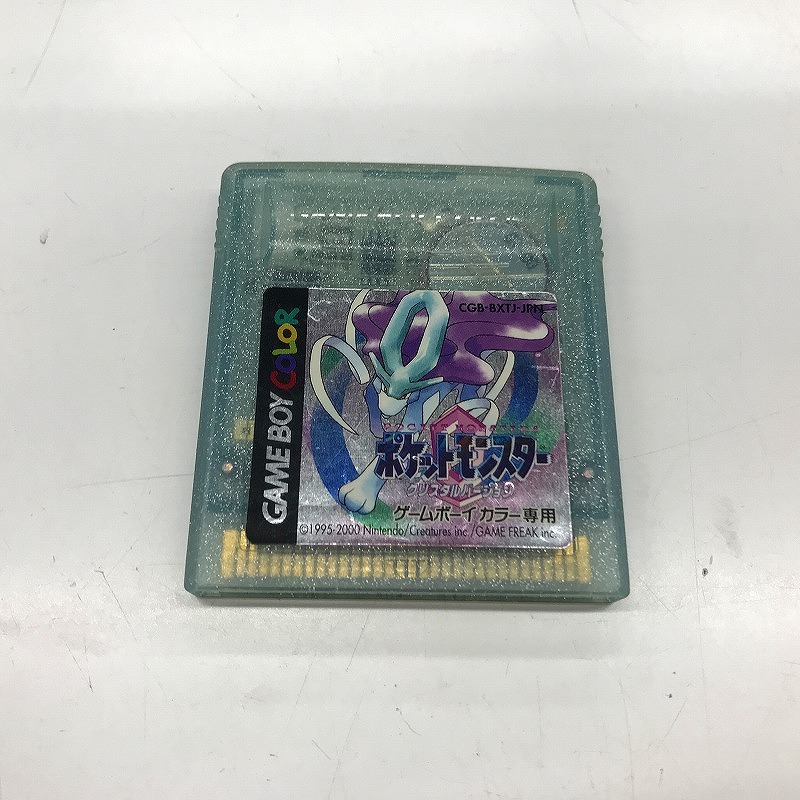 CGB-BXTJ-JPN
GAME BOY COLOR
POCKET MONSTERS
ポケットモンスター
クリスタルバージョン
ゲームボーイカラー専用
©1995-2000 Nintendo/Creatures inc./GAME FREAK inc.